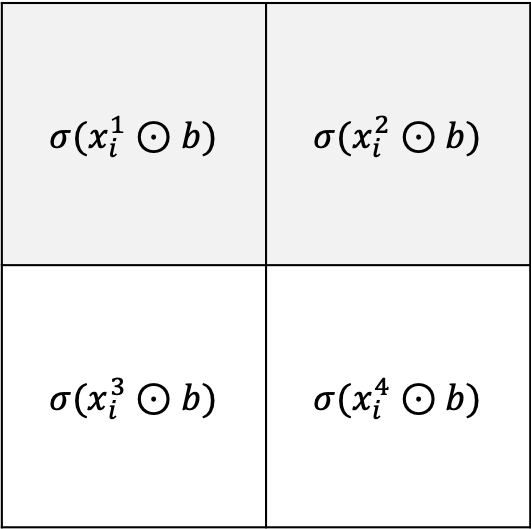 σ(x_i^1 ⊙ b) σ(x_i^2 ⊙ b)
σ(x_i^3 ⊙ b) σ(x_i^4 ⊙ b)